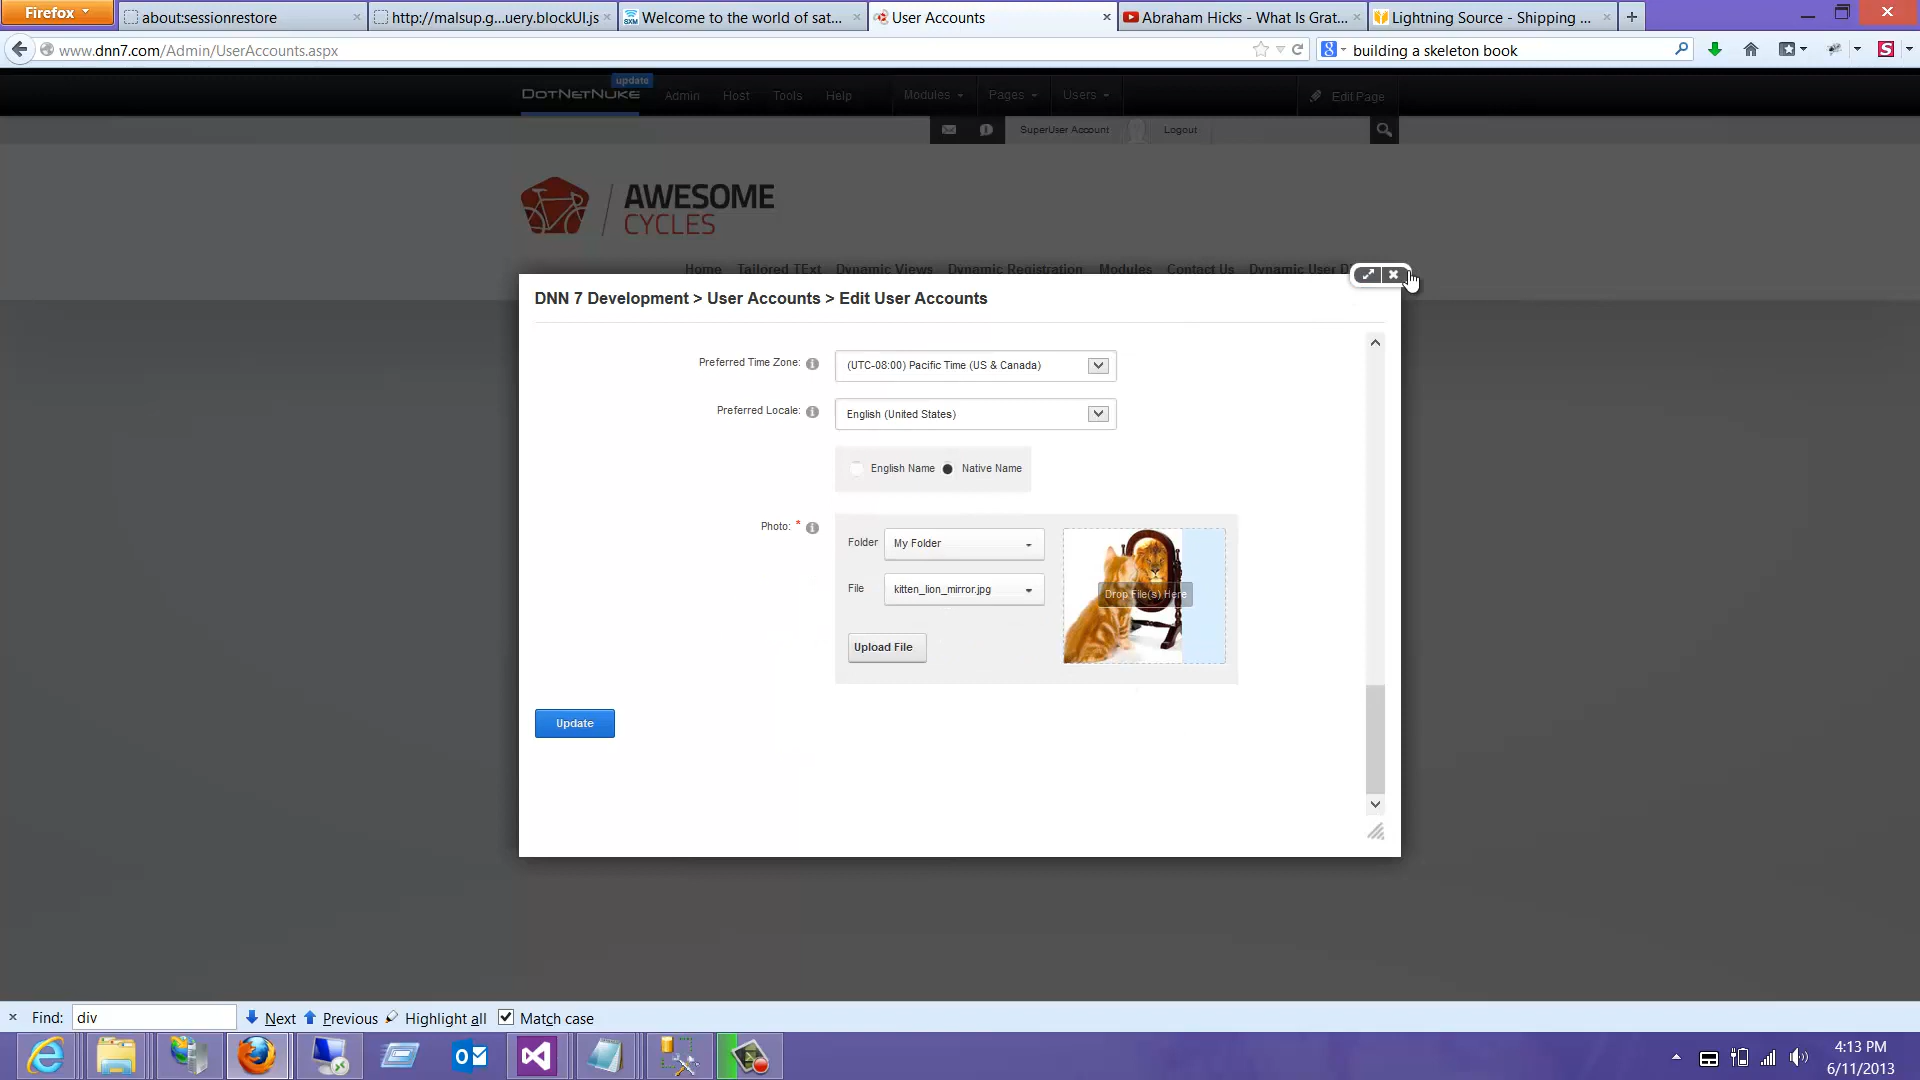 Firefox
about:sessionrestore
http://malsup.g...uery.blockUI.js
Welcome to the world of sat...
User Accounts
Abraham Hicks - What Is Grat...
Lightning Source - Shipping ...
www.dnn7.com/Admin/UserAccounts.aspx
building a skeleton book
update
DotNetNuke
Admin
Host
Tools
Help
Modules
Pages
Users
Edit Page
SuperUser Account
Logout
AWESOME
CYCLES
Home
Tailored TExt
Dynamic Views
Dynamic Registration
Modules
Contact Us
Dynamic User D
DNN 7 Development > User Accounts > Edit User Accounts
Preferred Time Zone:
(UTC-08:00) Pacific Time (US & Canada)
Preferred Locale:
English (United States)
English Name
Native Name
Photo: *
Folder
My Folder
File
kitten_lion_mirror.jpg
Drop File(s) Here
Upload File
Update
Find:
div
Next
Previous
Highlight all
Match case
4:13 PM
6/11/2013